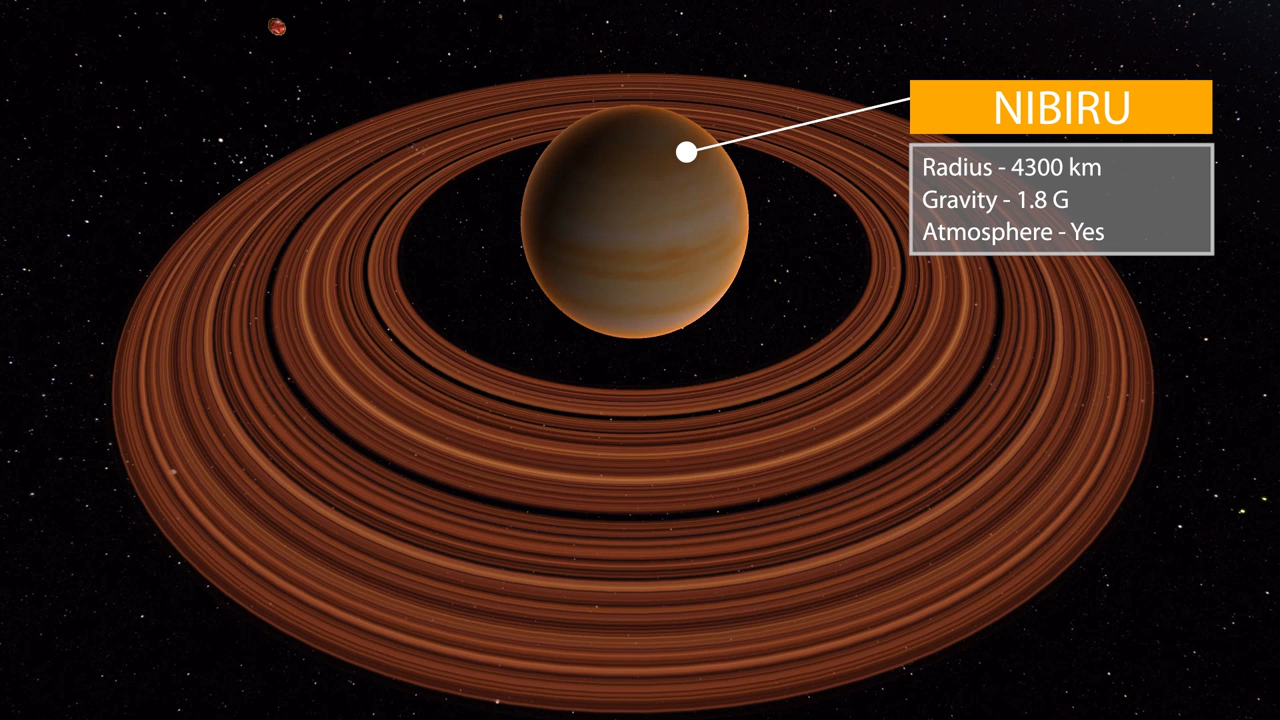 NIBIRU
Radius - 4300 km
Gravity - 1.8 G
Atmosphere - Yes